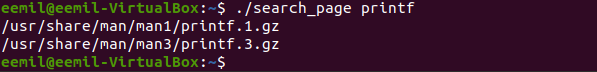 eemil@eemil-VirtualBox:~$ ./search_page printf
/usr/share/man/man1/printf.1.gz
/usr/share/man/man3/printf.3.gz
eemil@eemil-VirtualBox:~$